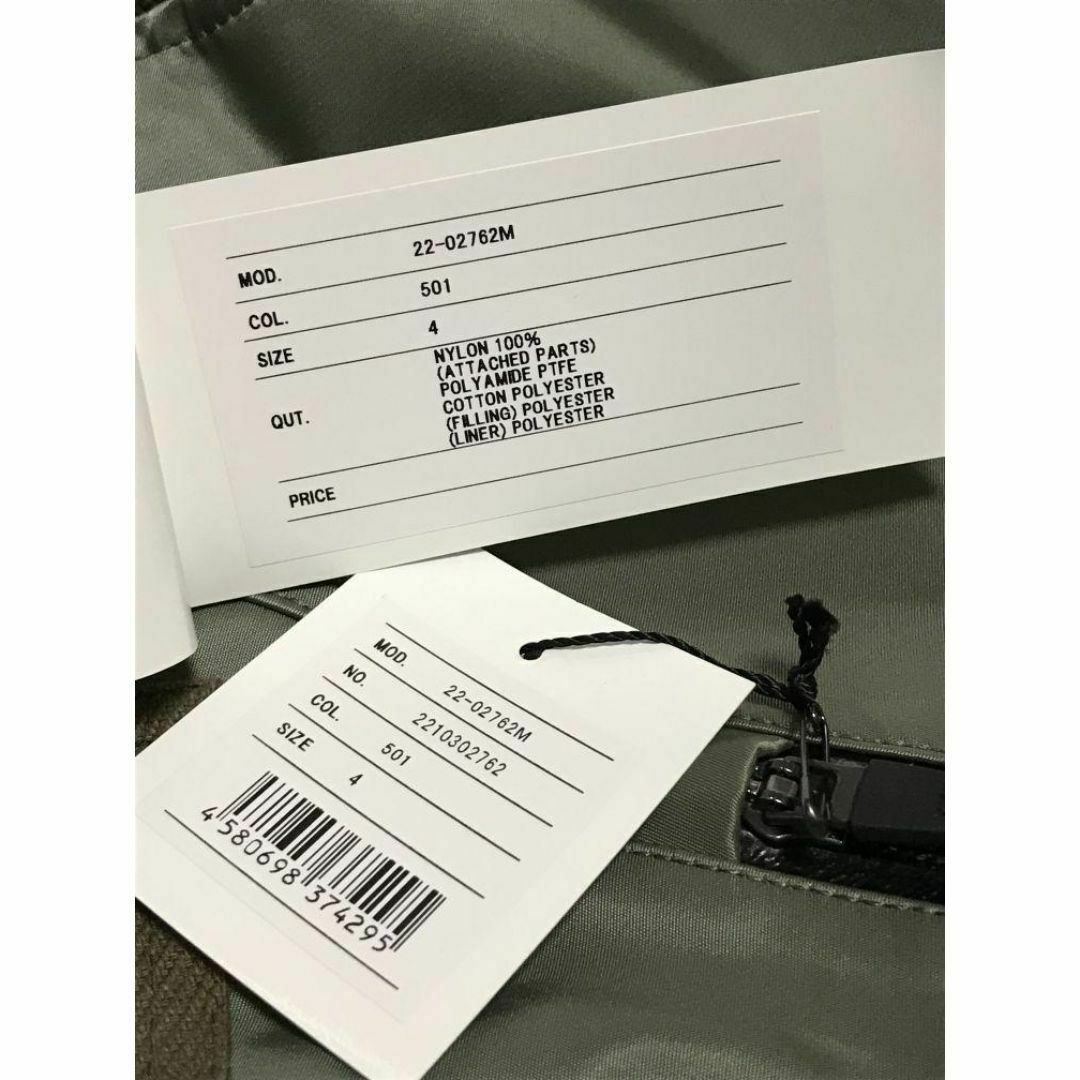 MOD. 22-02762M
COL. 501
SIZE 4
QUT. NYLON 100%
(ATTACHED PARTS)
POLYAMIDE PTFE
COTTON POLYESTER
(FILLING) POLYESTER
(LINER) POLYESTER
PRICE
MOD. 22-02762M
NO. 2210302762
COL. 501
SIZE 4
4 580698 374295